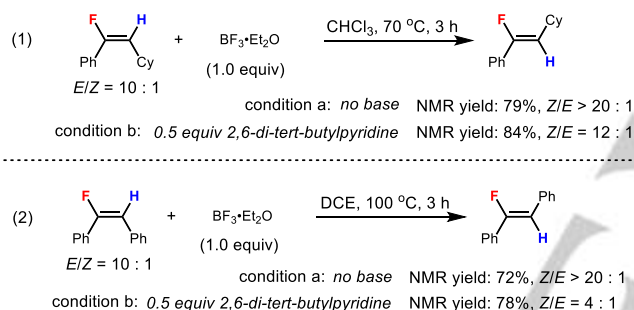 (1) F H Ph Cy + BF3•Et2O CHCl3, 70 °C, 3 h F Cy Ph H
(1.0 equiv)
E/Z = 10 : 1
condition a: no base NMR yield: 79%, Z/E > 20 : 1
condition b: 0.5 equiv 2,6-di-tert-butylpyridine NMR yield: 84%, Z/E = 12 : 1
(2) F H Ph Ph + BF3•Et2O DCE, 100 °C, 3 h F Ph Ph H
(1.0 equiv)
E/Z = 10 : 1
condition a: no base NMR yield: 72%, Z/E > 20 : 1
condition b: 0.5 equiv 2,6-di-tert-butylpyridine NMR yield: 78%, Z/E = 4 : 1